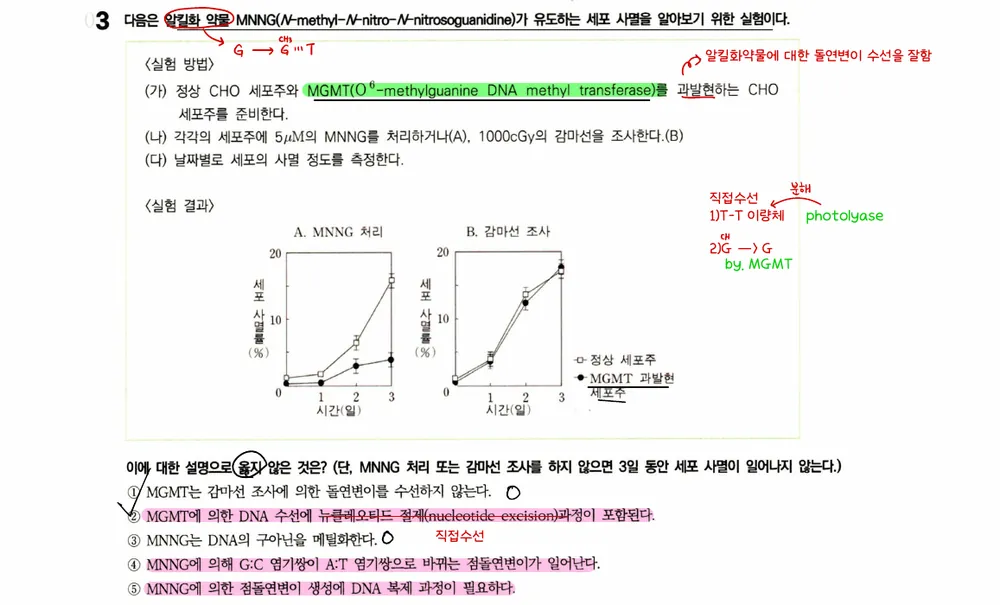 03 다음은 알킬화 약물 MNNG(N-methyl-N-nitro-N-nitrosoguanidine)가 유도하는 세포 사멸을 알아보기 위한 실험이다.
G → G CH₃ ''' T
알킬화약물에 대한 돌연변이 수선을 잘함
<실험 방법>
(가) 정상 CHO 세포주와 MGMT(O⁶-methylguanine DNA methyl transferase)를 과발현하는 CHO
세포주를 준비한다.
(나) 각각의 세포주에 5μM의 MNNG를 처리하거나(A), 1000cGy의 감마선을 조사한다.(B)
(다) 날짜별로 세포의 사멸 정도를 측정한다.
<실험 결과>
직접수선
분해
1)T-T 이량체 photolyase
2)G → G
by. MGMT
A. MNNG 처리
20
10
0
1 2 3
세포 사멸률 (%)
시간(일)
B. 감마선 조사
20
10
0
1 2 3
세포 사멸률 (%)
시간(일)
정상 세포주
MGMT 과발현
세포주
이에 대한 설명으로 옳지 않은 것은? (단, MNNG 처리 또는 감마선 조사를 하지 않으면 3일 동안 세포 사멸이 일어나지 않는다.)
① MGMT는 감마선 조사에 의한 돌연변이를 수선하지 않는다. O
② MGMT에 의한 DNA 수선에 뉴클레오티드 절제(nucleotide excision)과정이 포함된다.
직접수선
③ MNNG는 DNA의 구아닌을 메틸화한다. O
④ MNNG에 의해 G:C 염기쌍이 A:T 염기쌍으로 바뀌는 점돌연변이가 일어난다.
⑤ MNNG에 의한 점돌연변이 생성에 DNA 복제 과정이 필요하다.